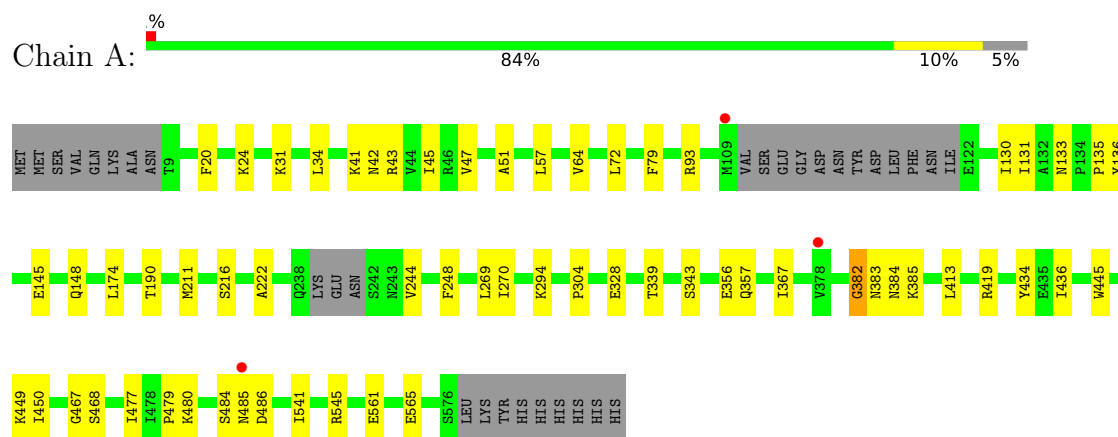 .%
Chain A:
84% 10% 5%
MET MET SER VAL GLN LYS ALA ASN T9 F20 K24 K31 L34 K41 N42 R43 V44 I45 R46 V47 A51 L57 V64 L72 F79 R93 M109 VAL SER GLU GLY ASP ASN TYR ASP LEU PHE ASN ILE E122 I130 I131 A132 N133 P134 P135 Y136
E145 Q148 L174 T190 M211 S216 A222 Q238 LYS GLU ASN S242 N243 V244 F248 L269 I270 K294 P304 E328 T339 S343 E356 Q357 I367 V378 G382 N383 N384 K385 L413 R419 Y434 E435 I436 W445
K449 I450 G467 S468 I477 I478 P479 K480 S484 N485 D486 I541 R545 E561 E565 S576 LEU LYS TYR HIS HIS HIS HIS HIS HIS